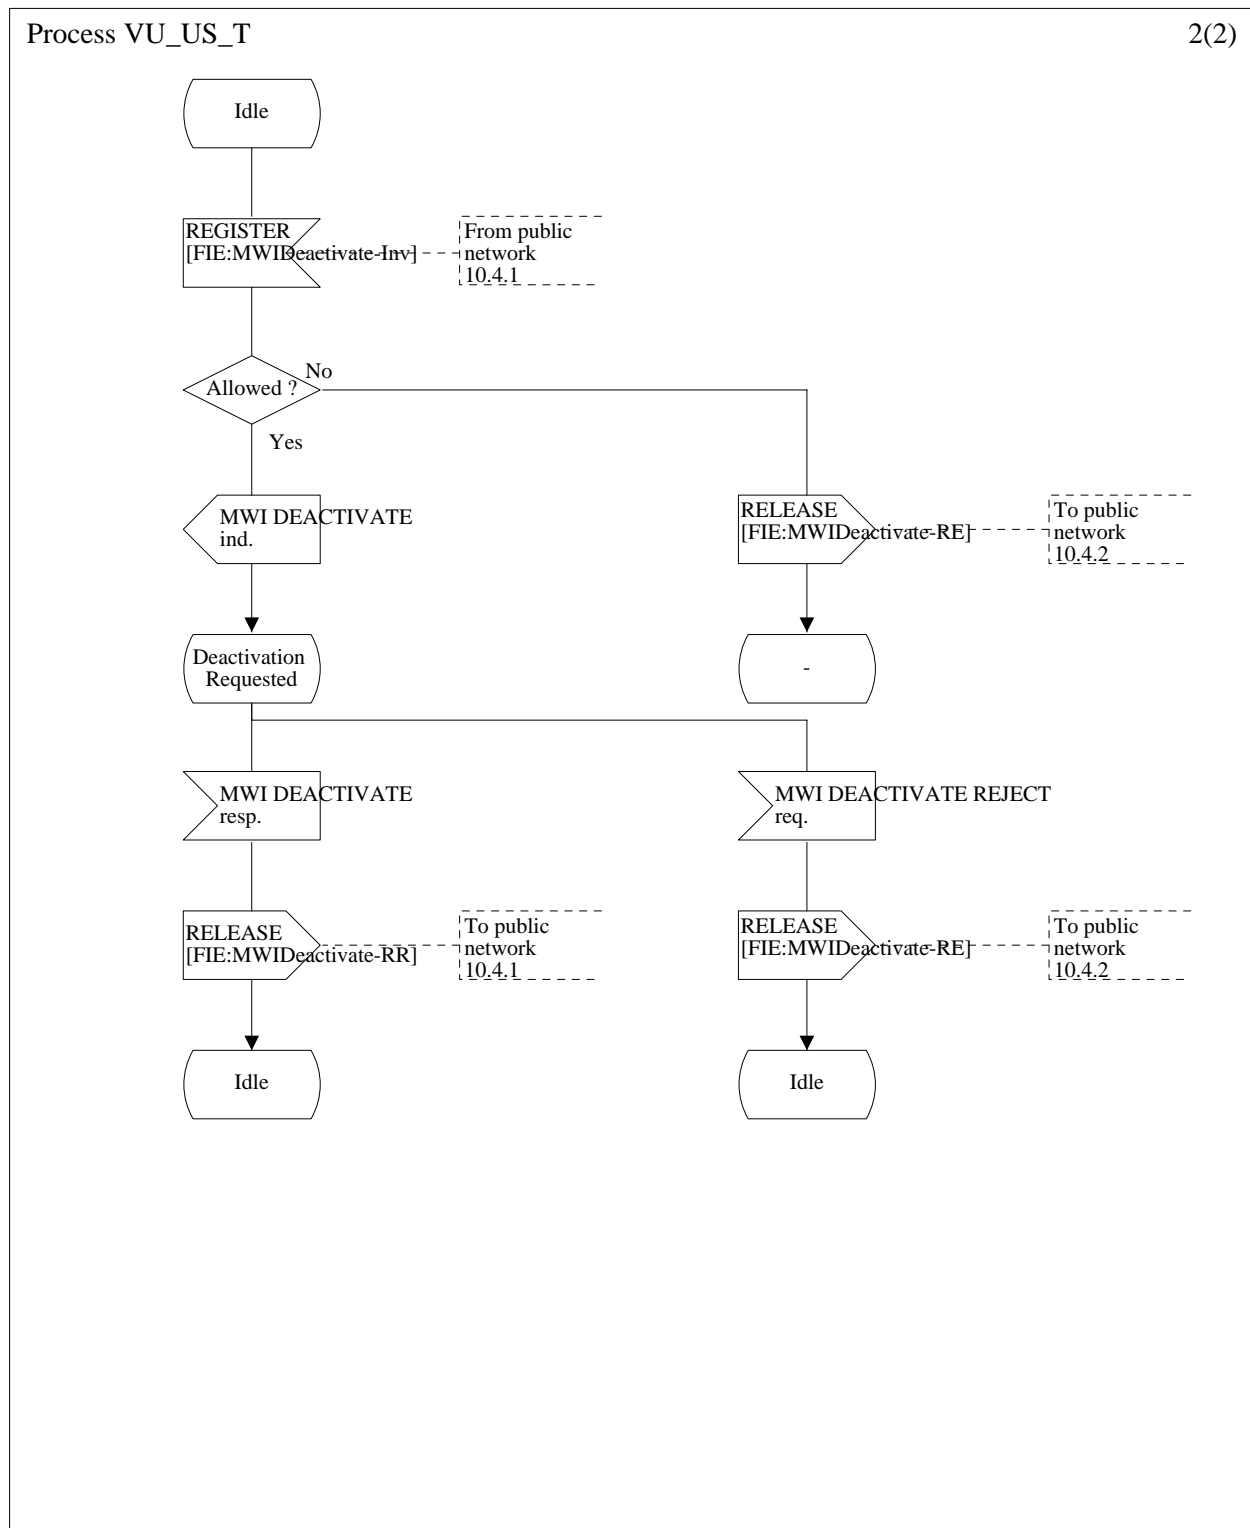 Process VU_US_T
2(2)
Idle
REGISTER
[FIE:MWIDeactivate-Inv]
From public
network
10.4.1
Allowed ?
No
Yes
MWI DEACTIVATE
ind.
RELEASE
[FIE:MWIDeactivate-RE]
To public
network
10.4.2
Deactivation
Requested
-
MWI DEACTIVATE
resp.
MWI DEACTIVATE REJECT
req.
RELEASE
[FIE:MWIDeactivate-RR]
To public
network
10.4.1
RELEASE
[FIE:MWIDeactivate-RE]
To public
network
10.4.2
Idle
Idle